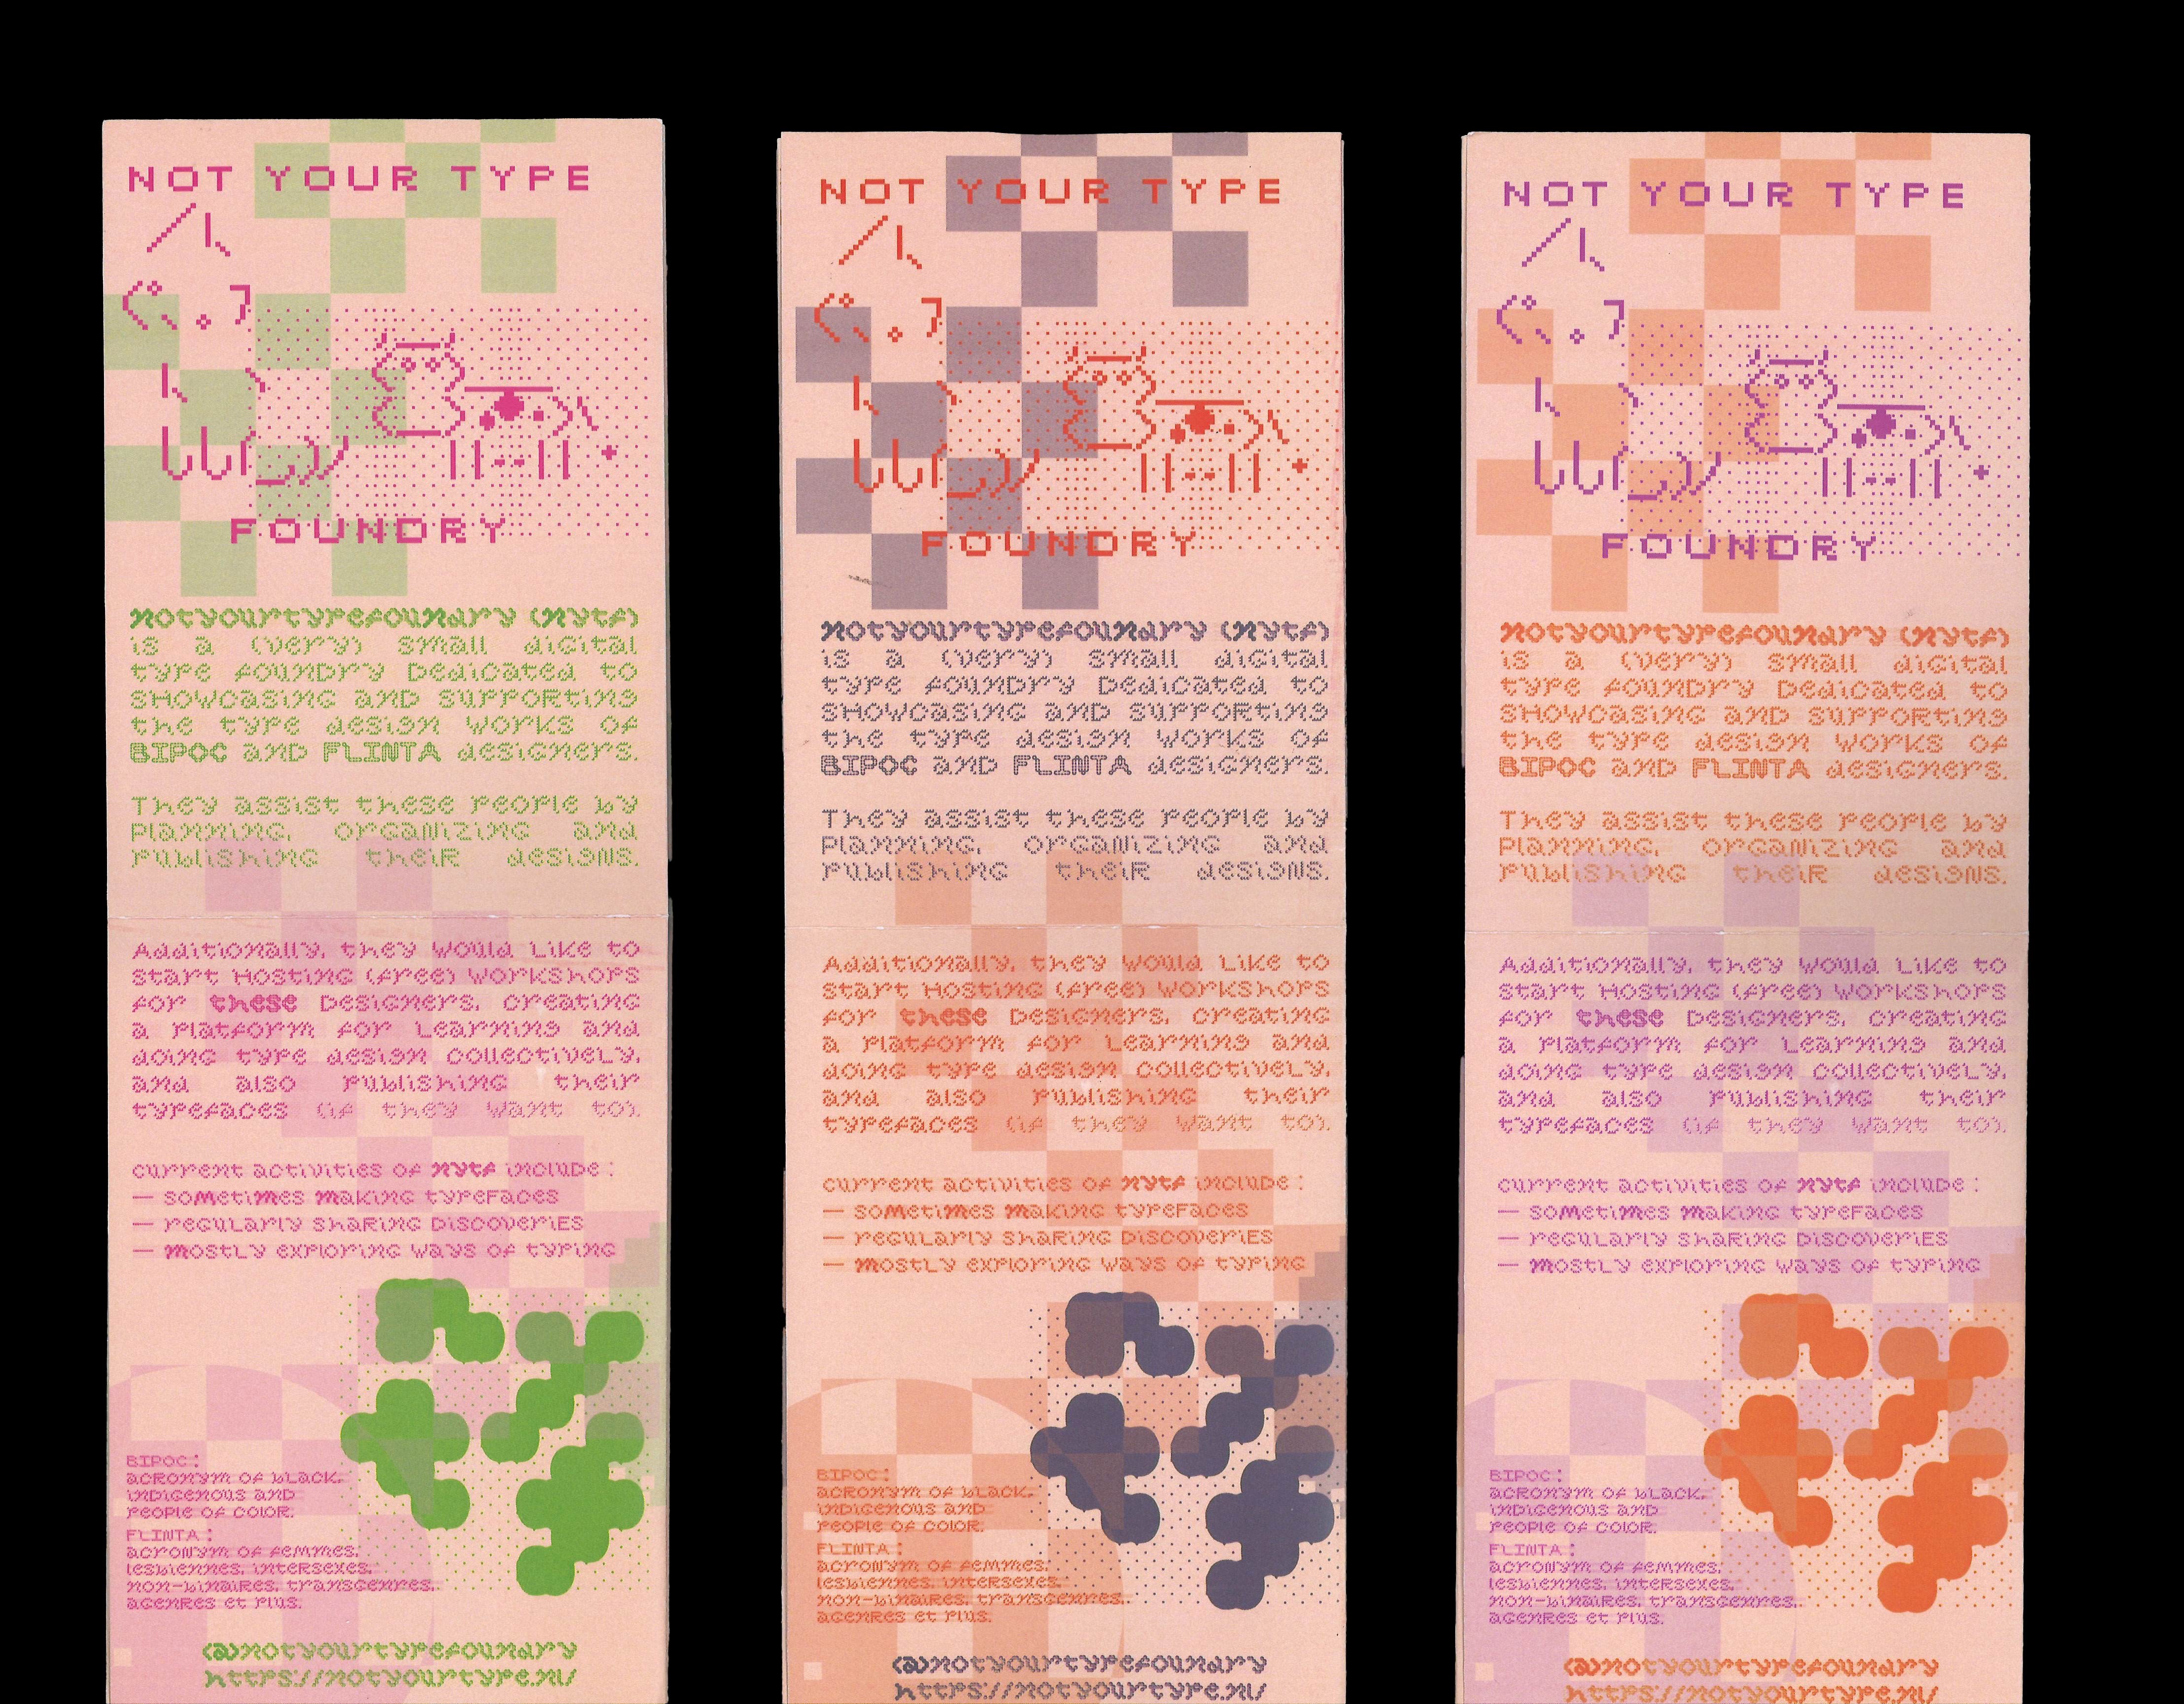 NOT YOUR TYPE
FOUNDRY
notyourtypefoundry (nytf)
is a (very) small digital
type foundry Dedicated to
SHOWcasing and supporting
the type design works of
BIPOC and FLINTA designers.
They assist these people by
Planning, organizing and
publishing theiR designs.
Additionally, they would like to
start Hosting (free) workshops
for these Designers, creating
a platform for Learning and
doing type design collectively,
and also publishing their
typefaces (if they want to).
current activities of nytf include:
— sometimes making typefaces
— regularly sharing Discoveries
— mostly exploring ways of typing
BIPOC:
acronym of black,
indigenous and
people of color.
FLINTA:
acronym of femmes,
lesbiennes, intersexes,
non-binaires, transgenres,
agenres et plus.
@notyourtypefoundry
https://notyourtype.nl/
NOT YOUR TYPE
FOUNDRY
notyourtypefoundry (nytf)
is a (very) small digital
type foundry Dedicated to
SHOWcasing and supporting
the type design works of
BIPOC and FLINTA designers.
They assist these people by
Planning, organizing and
publishing theiR designs.
Additionally, they would like to
start Hosting (free) workshops
for these Designers, creating
a platform for Learning and
doing type design collectively,
and also publishing their
typefaces (if they want to).
current activities of nytf include:
— sometimes making typefaces
— regularly sharing Discoveries
— mostly exploring ways of typing
BIPOC:
acronym of black,
indigenous and
people of color.
FLINTA:
acronym of femmes,
lesbiennes, intersexes,
non-binaires, transgenres,
agenres et plus.
@notyourtypefoundry
https://notyourtype.nl/
NOT YOUR TYPE
FOUNDRY
notyourtypefoundry (nytf)
is a (very) small digital
type foundry Dedicated to
SHOWcasing and supporting
the type design works of
BIPOC and FLINTA designers.
They assist these people by
Planning, organizing and
publishing theiR designs.
Additionally, they would like to
start Hosting (free) workshops
for these Designers, creating
a platform for Learning and
doing type design collectively,
and also publishing their
typefaces (if they want to).
current activities of nytf include:
— sometimes making typefaces
— regularly sharing Discoveries
— mostly exploring ways of typing
BIPOC:
acronym of black,
indigenous and
people of color.
FLINTA:
acronym of femmes,
lesbiennes, intersexes,
non-binaires, transgenres,
agenres et plus.
@notyourtypefoundry
https://notyourtype.nl/